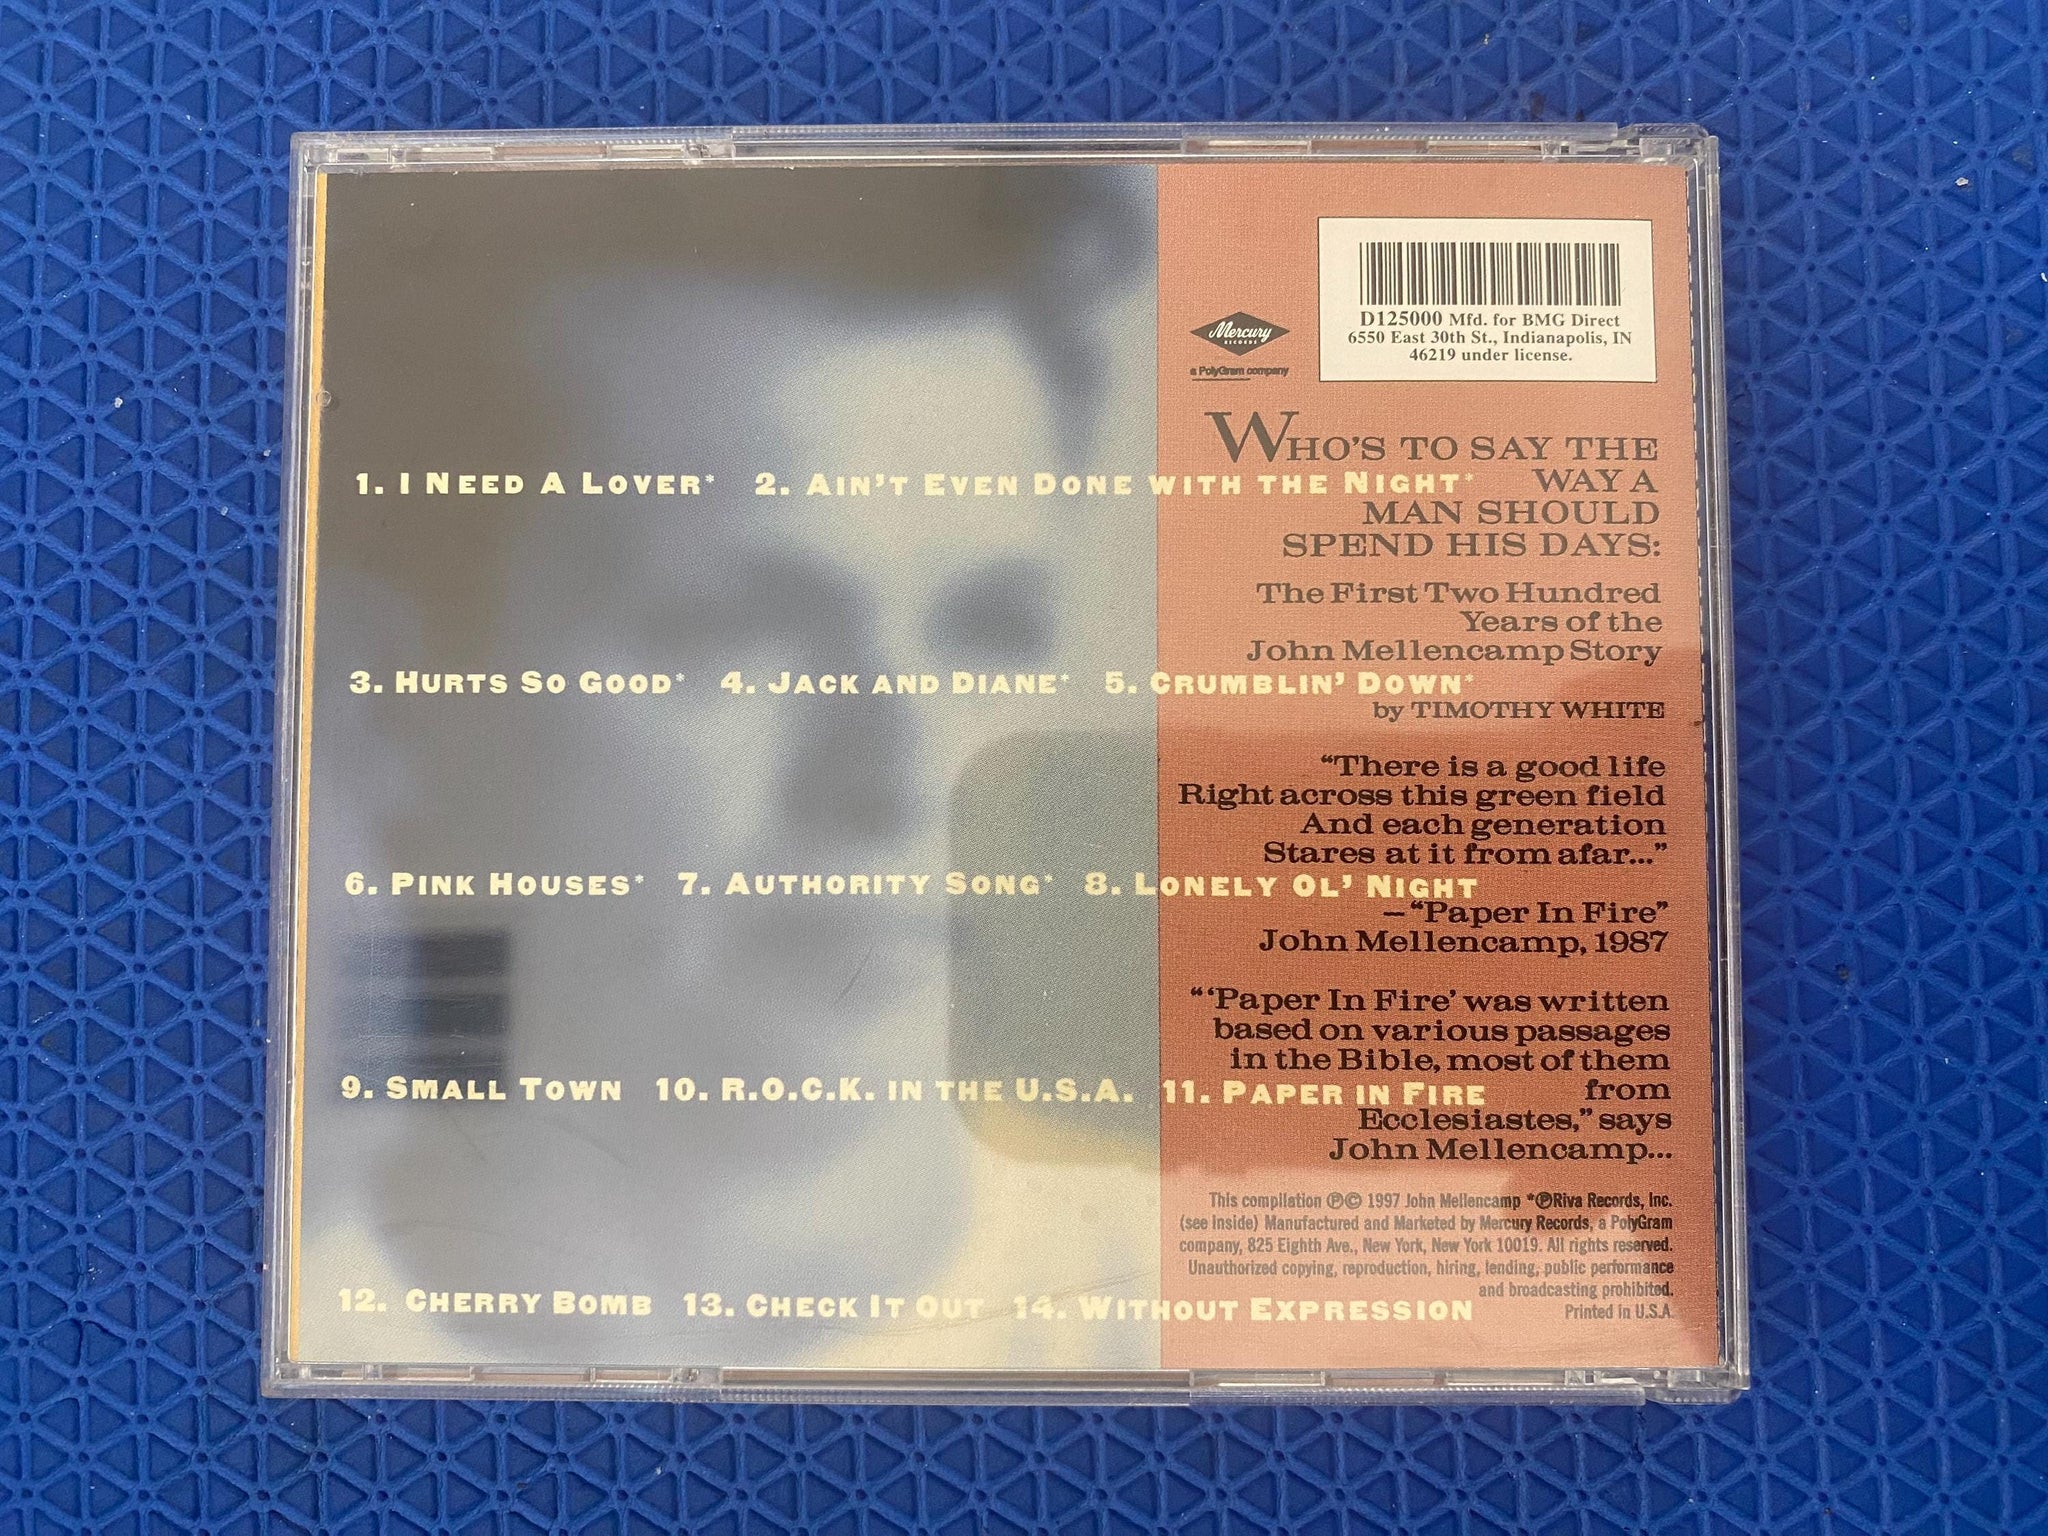 D125000 Mfd. for BMG Direct
6550 East 30th St., Indianapolis, IN
46219 under license.
Mercury
RECORDS
a PolyGram company
1. I NEED A LOVER* 2. AIN'T EVEN DONE WITH THE NIGHT*
3. HURTS SO GOOD* 4. JACK AND DIANE* 5. CRUMBLIN' DOWN*
6. PINK HOUSES* 7. AUTHORITY SONG* 8. LONELY OL' NIGHT
9. SMALL TOWN 10. R.O.C.K. IN THE U.S.A. 11. PAPER IN FIRE
12. CHERRY BOMB 13. CHECK IT OUT 14. WITHOUT EXPRESSION
WHO'S TO SAY THE
WAY A
MAN SHOULD
SPEND HIS DAYS:
The First Two Hundred
Years of the
John Mellencamp Story
by TIMOTHY WHITE
"There is a good life
Right across this green field
And each generation
Stares at it from afar..."
—"Paper In Fire"
John Mellencamp, 1987
"'Paper In Fire' was written
based on various passages
in the Bible, most of them
from
Ecclesiastes," says
John Mellencamp...
This compilation ℗© 1997 John Mellencamp *℗Riva Records, Inc.
(see inside) Manufactured and Marketed by Mercury Records, a PolyGram
company, 825 Eighth Ave., New York, New York 10019. All rights reserved.
Unauthorized copying, reproduction, hiring, lending, public performance
and broadcasting prohibited.
Printed in U.S.A.